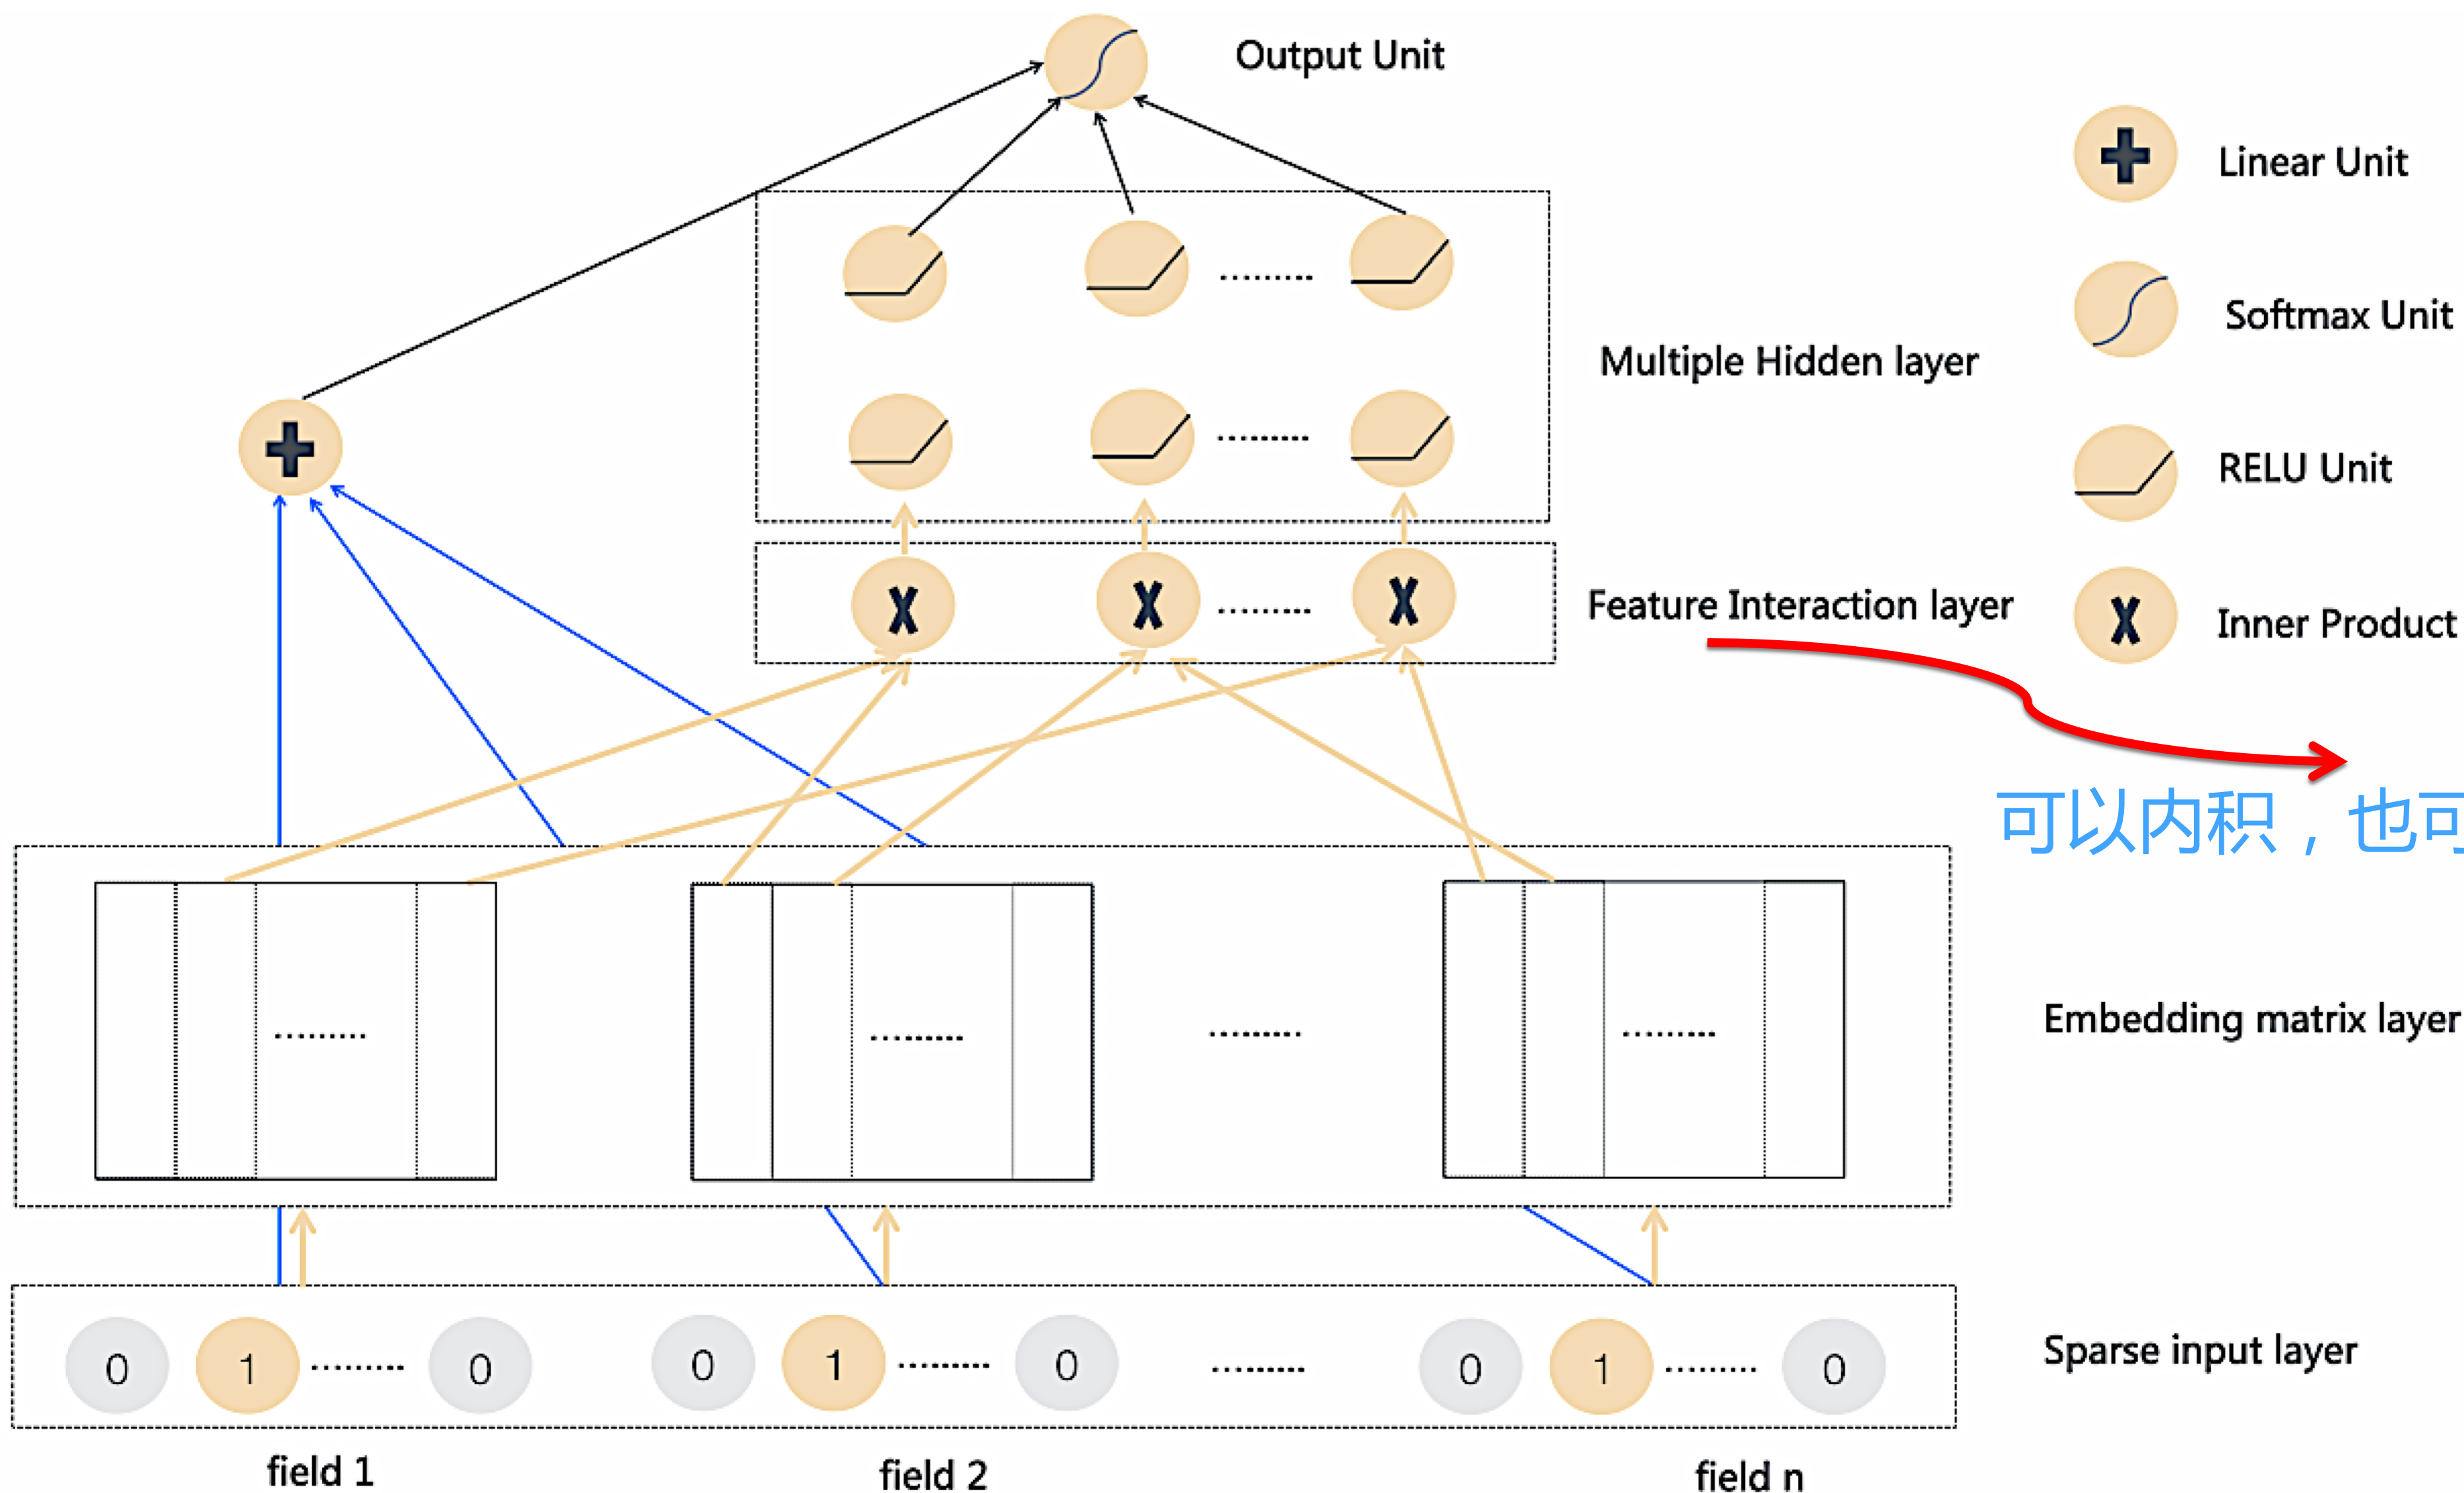 Output Unit
Linear Unit
Softmax Unit
Multiple Hidden layer
RELU Unit
Feature Interaction layer
Inner Product
可以内积，也可
Embedding matrix layer
0 1 ......... 0 0 1 ......... 0 ......... 0 1 ......... 0
Sparse input layer
field 1 field 2 field n